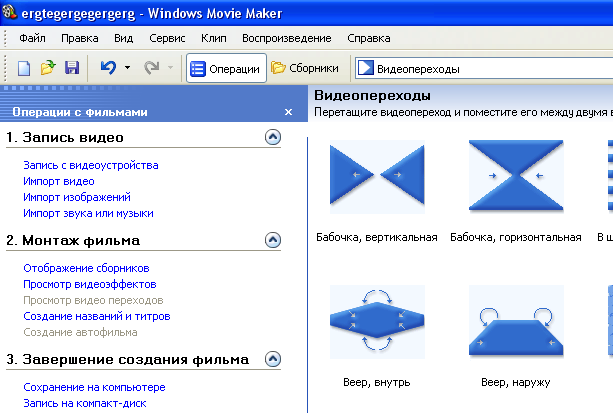 ergtegergegergerg - Windows Movie Maker
Файл Правка Вид Сервис Клип Воспроизведение Справка
Операции Сборники Видеопереходы
Операции с фильмами
1. Запись видео
Запись с видеоустройства
Импорт видео
Импорт изображений
Импорт звука или музыки
2. Монтаж фильма
Отображение сборников
Просмотр видеоэффектов
Просмотр видео переходов
Создание названий и титров
Создание автофильма
3. Завершение создания фильма
Сохранение на компьютере
Запись на компакт-диск
Видеопереходы
Перетащите видеопереход и поместите его между двумя
Бабочка, вертикальная
Бабочка, горизонтальная
Веер, внутрь
Веер, наружу